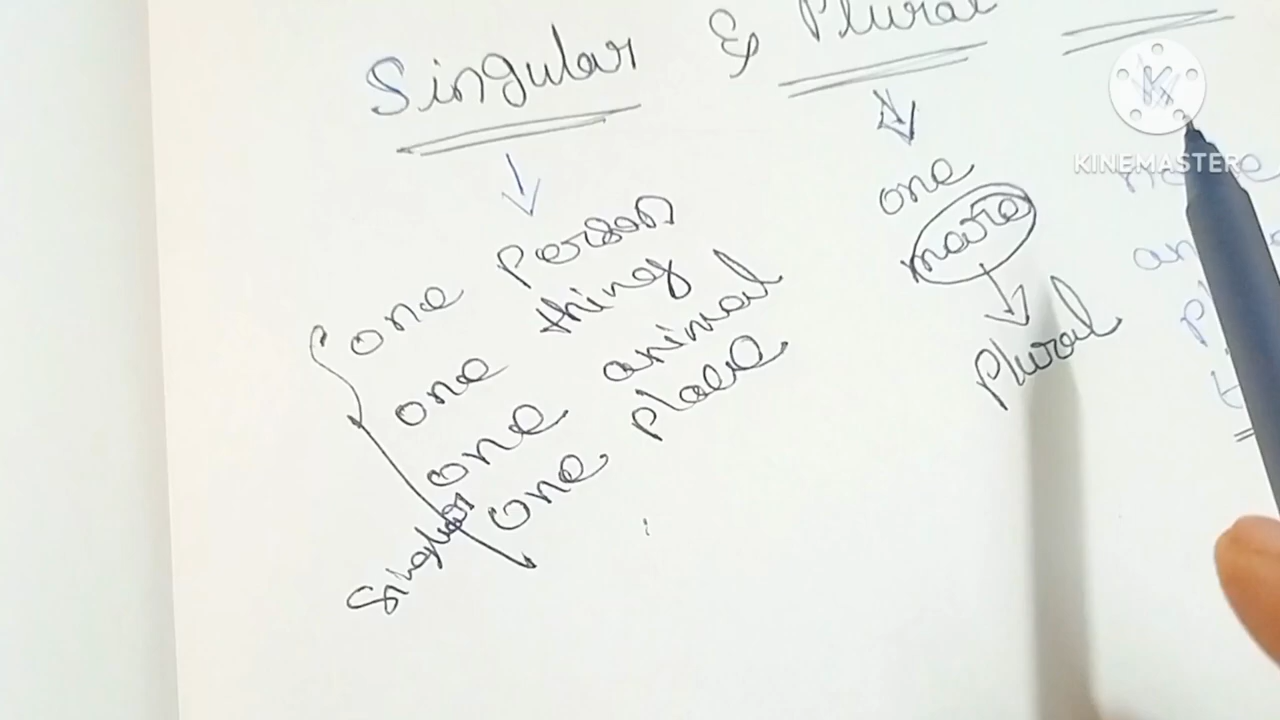 Singular & Plural
one person
one thing
one animal
one place
Singular
one
more
Plural
KINEMASTER